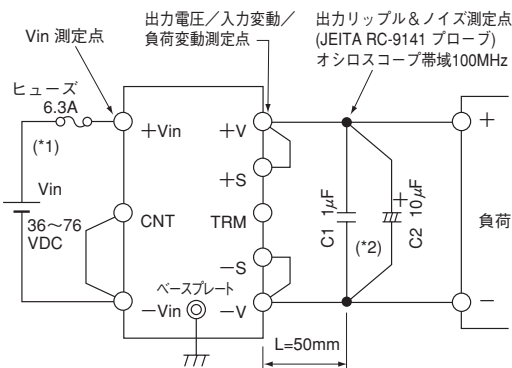 出力電圧／入力変動／
負荷変動測定点
出力リップル＆ノイズ測定点
(JEITA RC-9141 プローブ)
オシロスコープ帯域100MHz
Vin 測定点
ヒューズ
6.3A
(*1)
Vin
36～76
VDC
+Vin
CNT
−Vin
ベースプレート
+V
+S
TRM
−S
−V
C1 1μF
(*2)
C2 10μF
+
+
負荷
−
L=50mm